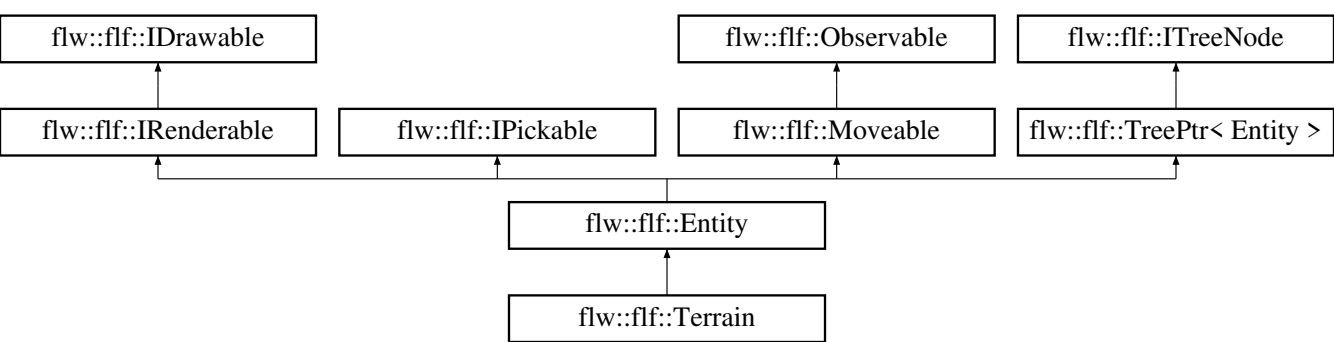 flw::flf::IDrawable
flw::flf::Observable
flw::flf::ITreeNode
flw::flf::IRenderable
flw::flf::IPickable
flw::flf::Moveable
flw::flf::TreePtr< Entity >
flw::flf::Entity
flw::flf::Terrain